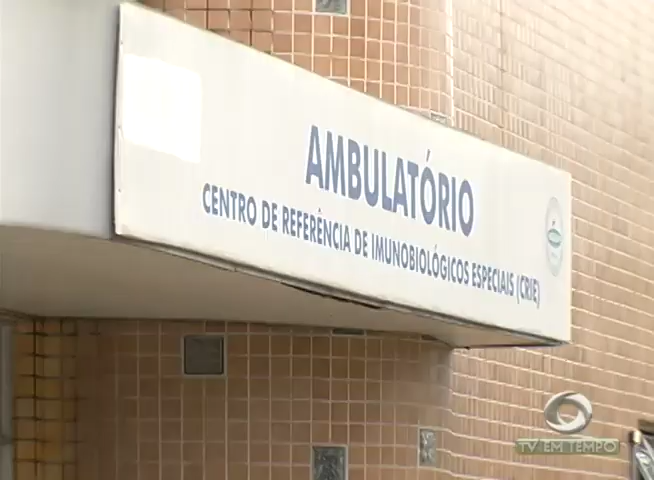 AMBULATÓRIO
CENTRO DE REFERÊNCIA DE IMUNOBIOLÓGICOS ESPECIAIS (CRIE)
TV EM TEMPO